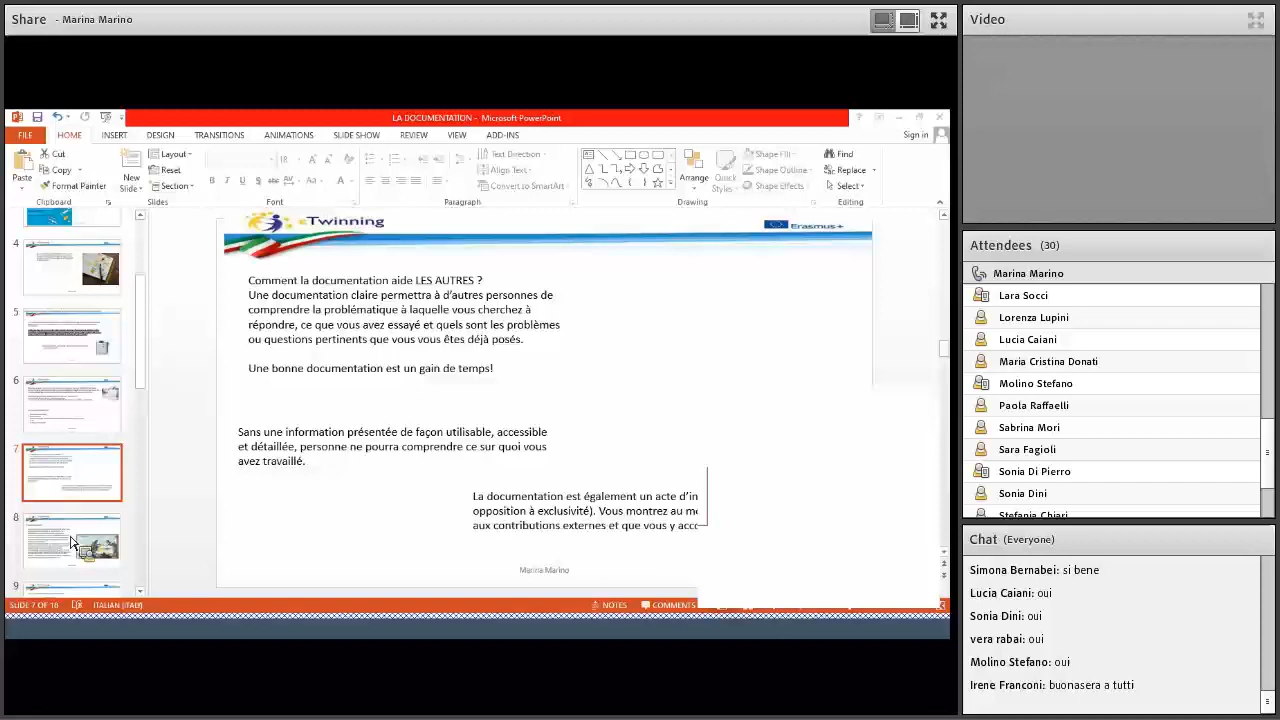 Share - Marina Marino
Video
LA DOCUMENTATION - Microsoft PowerPoint
FILE HOME INSERT DESIGN TRANSITIONS ANIMATIONS SLIDE SHOW REVIEW VIEW ADD-INS
Sign in
Paste
Cut
Copy
Format Painter
New Slide
Layout
Reset
Section
18
Text Direction
Align Text
Convert to SmartArt
Arrange
Quick Styles
Shape Fill
Shape Outline
Shape Effects
Find
Replace
Select
Clipboard Slides Font Paragraph Drawing Editing
4
5
6
7
8
9
eTwinning
Erasmus+
Comment la documentation aide LES AUTRES ?
Une documentation claire permettra à d'autres personnes de
comprendre la problématique à laquelle vous cherchez à
répondre, ce que vous avez essayé et quels sont les problèmes
ou questions pertinents que vous vous êtes déjà posés.
Une bonne documentation est un gain de temps!
Sans une information présentée de façon utilisable, accessible
et détaillée, personne ne pourra comprendre ce sur quoi vous
avez travaillé.
La documentation est également un acte d'in
opposition à exclusivité). Vous montrez au me
aux contributions externes et que vous y acco
Marina Marino
SLIDE 7 OF 10 ITALIAN (ITALY)
NOTES COMMENTS
Attendees (30)
Marina Marino
Lara Socci
Lorenza Lupini
Lucia Caiani
Maria Cristina Donati
Molino Stefano
Paola Raffaelli
Sabrina Mori
Sara Fagioli
Sonia Di Pierro
Sonia Dini
Stefania Chiari
Chat (Everyone)
Simona Bernabei: si bene
Lucia Caiani: oui
Sonia Dini: oui
vera rabai: oui
Molino Stefano: oui
Irene Franconi: buonasera a tutti